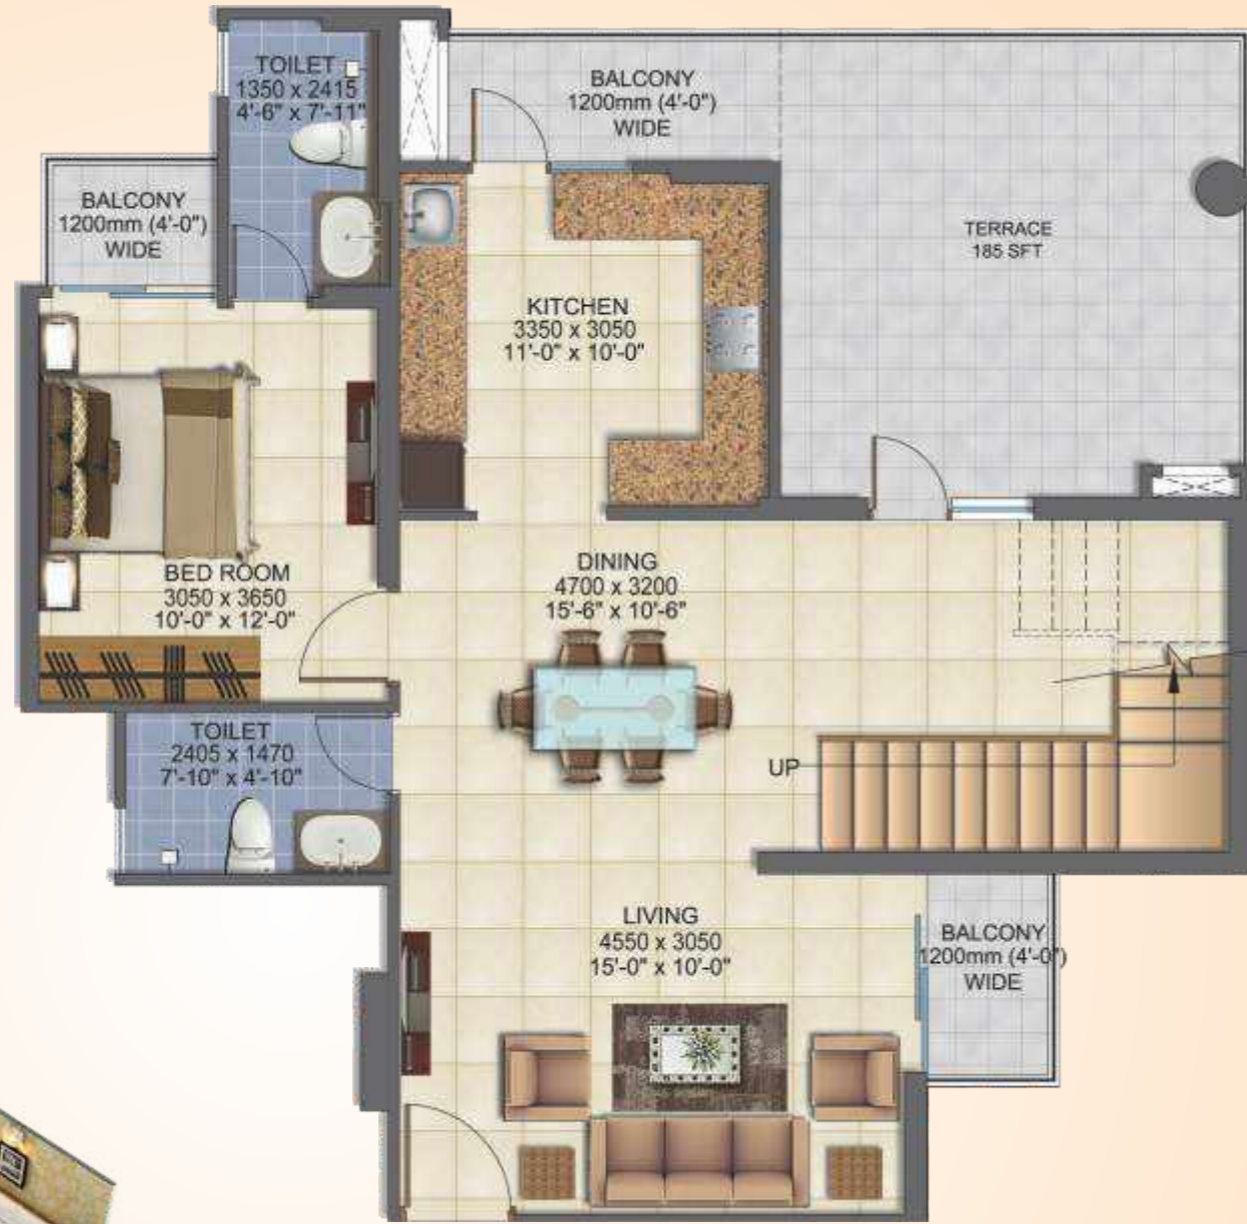 TOILET
1350 x 2415
4'-6" x 7'-11"
BALCONY
1200mm (4'-0")
WIDE
BALCONY
1200mm (4'-0")
WIDE
TERRACE
185 SFT
KITCHEN
3350 x 3050
11'-0" x 10'-0"
BED ROOM
3050 x 3650
10'-0" x 12'-0"
DINING
4700 x 3200
15'-6" x 10'-6"
TOILET
2405 x 1470
7'-10" x 4'-10"
UP
LIVING
4550 x 3050
15'-0" x 10'-0"
BALCONY
1200mm (4'-0")
WIDE